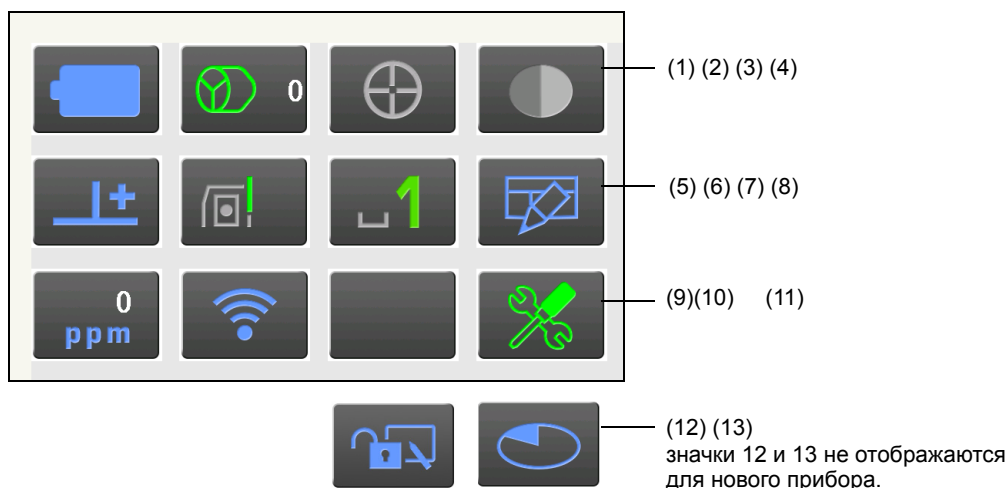 0
(1) (2) (3) (4)
1
(5) (6) (7) (8)
0
ppm
(9)(10) (11)
(12) (13)
значки 12 и 13 не отображаются
для нового прибора.